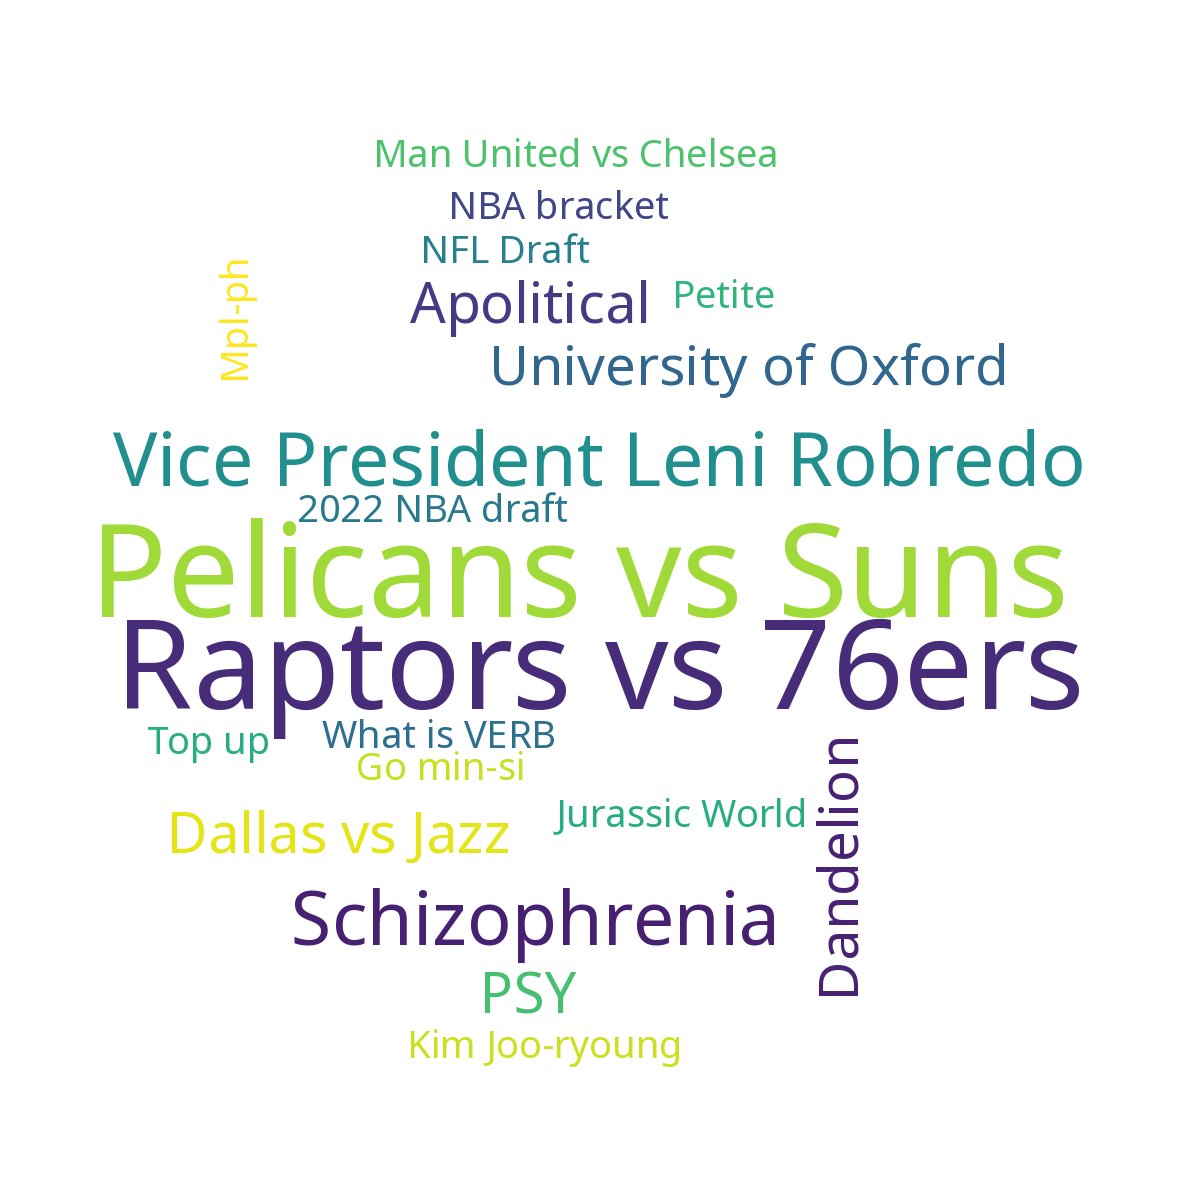 Man United vs Chelsea
NBA bracket
NFL Draft
Mpl-ph
Apolitical
Petite
University of Oxford
Vice President Leni Robredo
2022 NBA draft
Pelicans vs Suns
Raptors vs 76ers
Top up
What is VERB
Go min-si
Jurassic World
Dallas vs Jazz
Dandelion
Schizophrenia
PSY
Kim Joo-ryoung